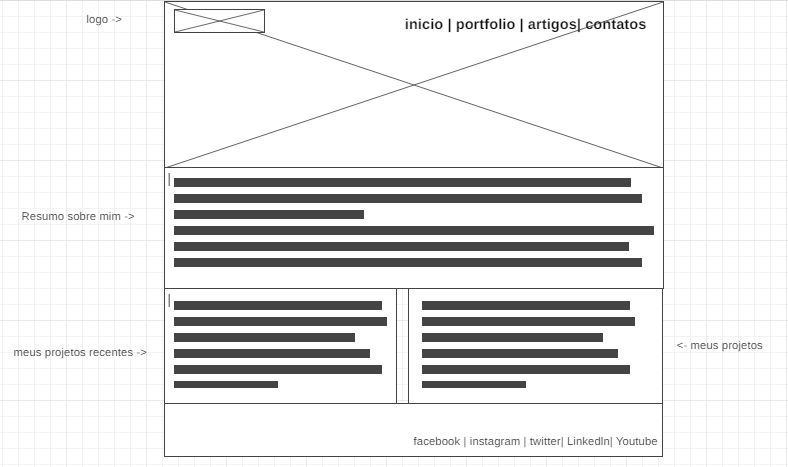 logo ->
inicio | portfolio | artigos| contatos
Resumo sobre mim ->
meus projetos recentes ->
<- meus projetos
facebook | instagram | twitter| LinkedIn| Youtube